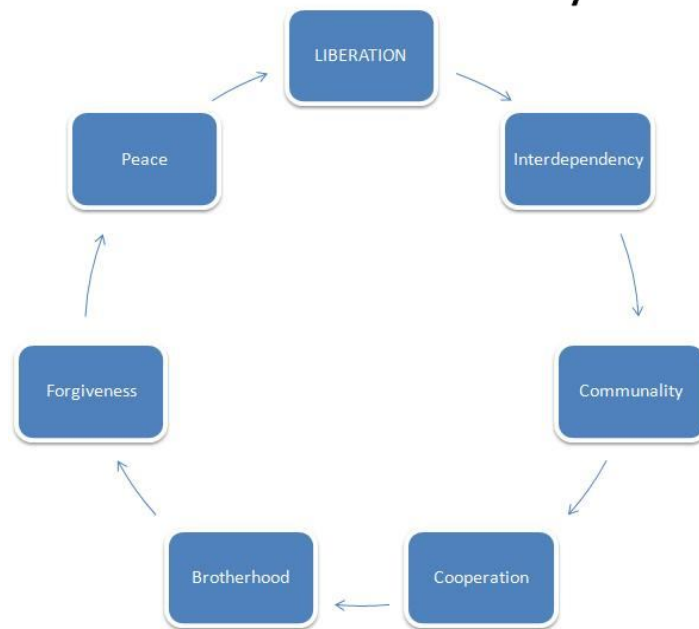 LIBERATION
Interdependency
Communality
Cooperation
Brotherhood
Forgiveness
Peace